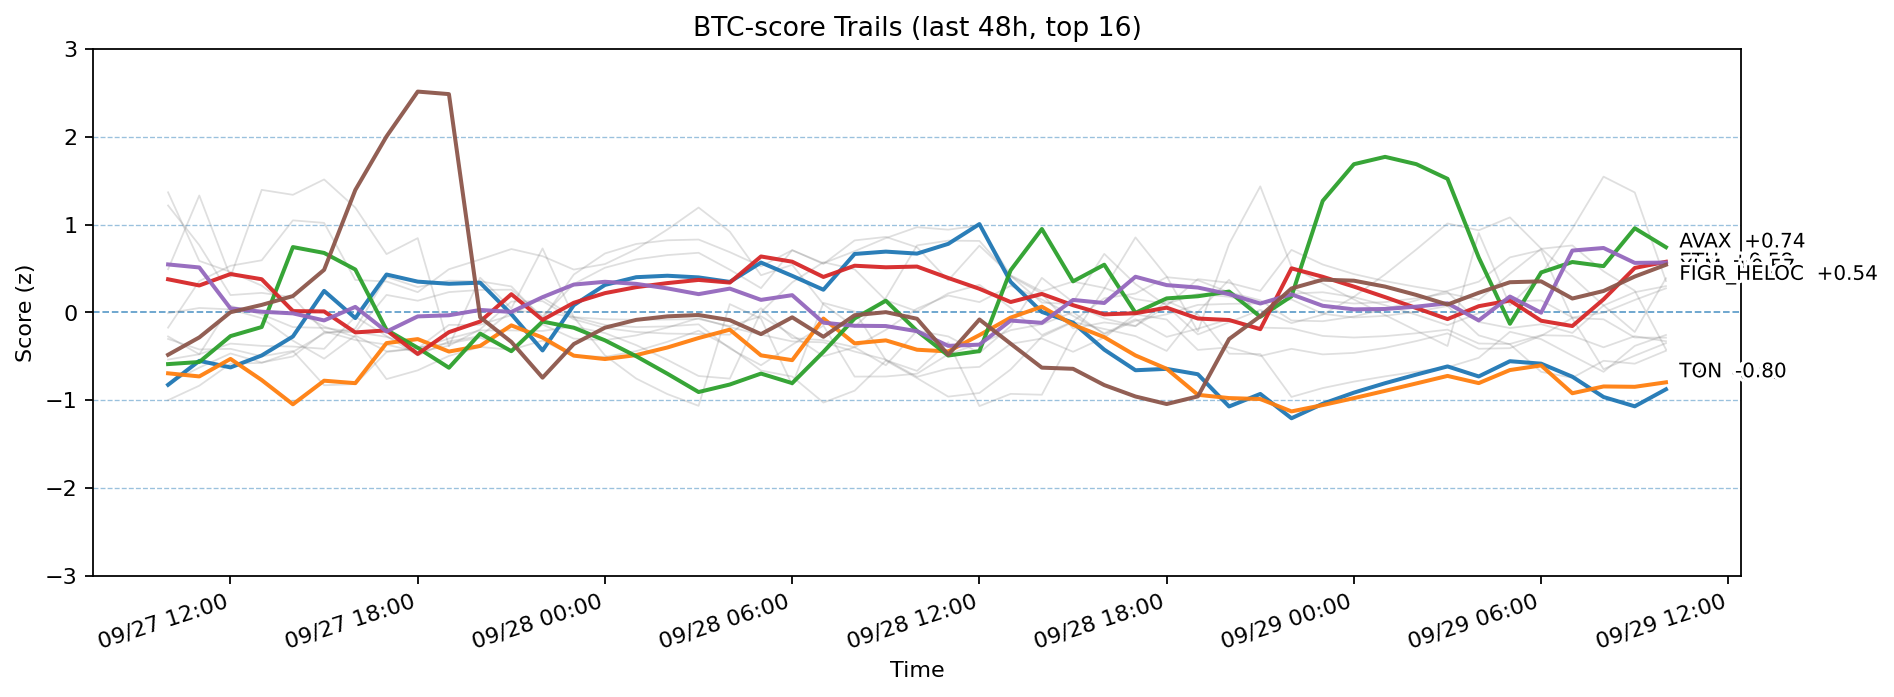 BTC-score Trails (last 48h, top 16)
Score (z)
3
2
1
0
−1
−2
−3
AVAX +0.74
FIGR_HELOC +0.54
TON -0.80
09/27 12:00
09/27 18:00
09/28 00:00
09/28 06:00
09/28 12:00
09/28 18:00
09/29 00:00
09/29 06:00
09/29 12:00
Time